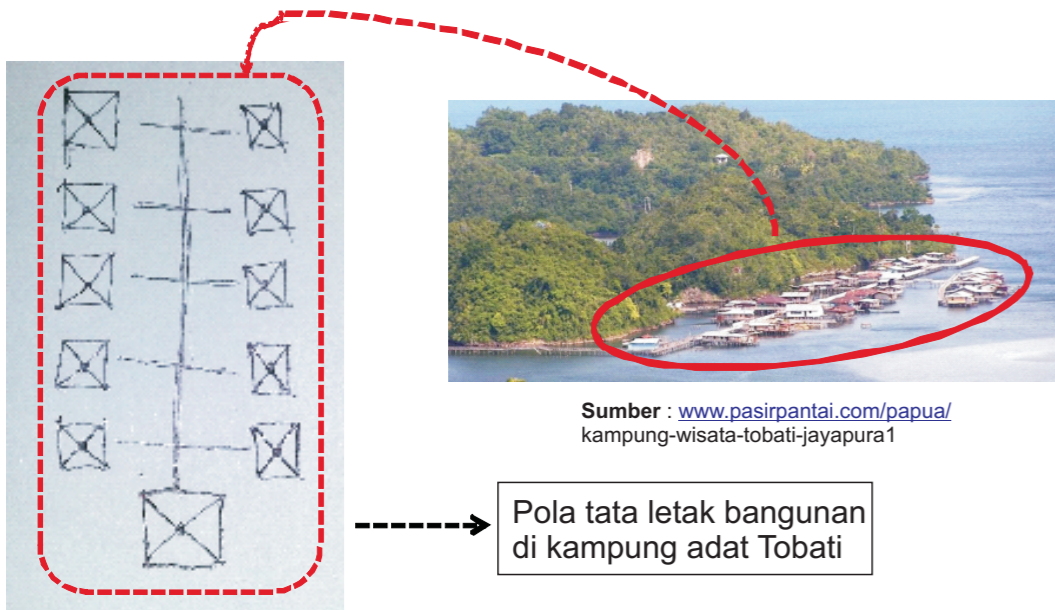 Sumber : www.pasirpantai.com/papua/
kampung-wisata-tobati-jayapura1
Pola tata letak bangunan
di kampung adat Tobati